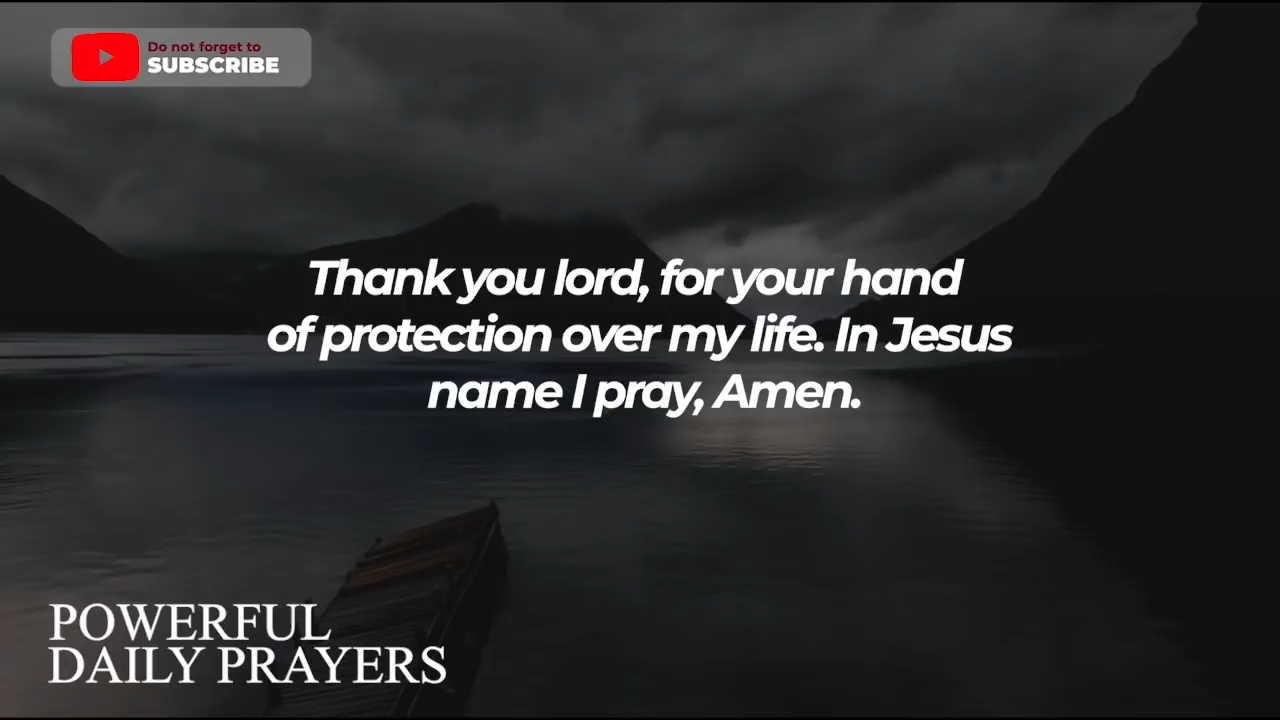 Do not forget to
SUBSCRIBE
Thank you lord, for your hand
of protection over my life. In Jesus
name I pray, Amen.
POWERFUL
DAILY PRAYERS